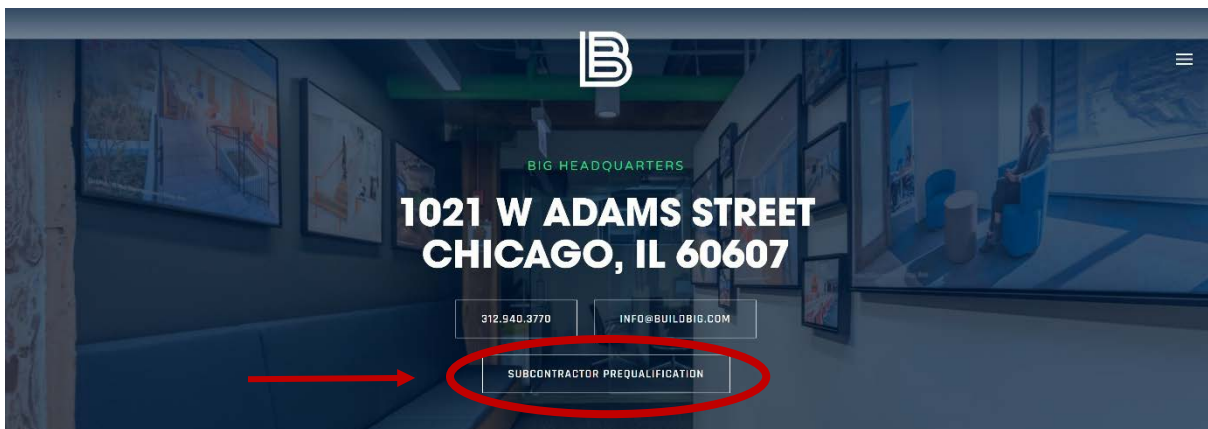 B
BIG HEADQUARTERS
1021 W ADAMS STREET
CHICAGO, IL 60607
312.940.3770
INFO@BUILDBIG.COM
SUBCONTRACTOR PREQUALIFICATION